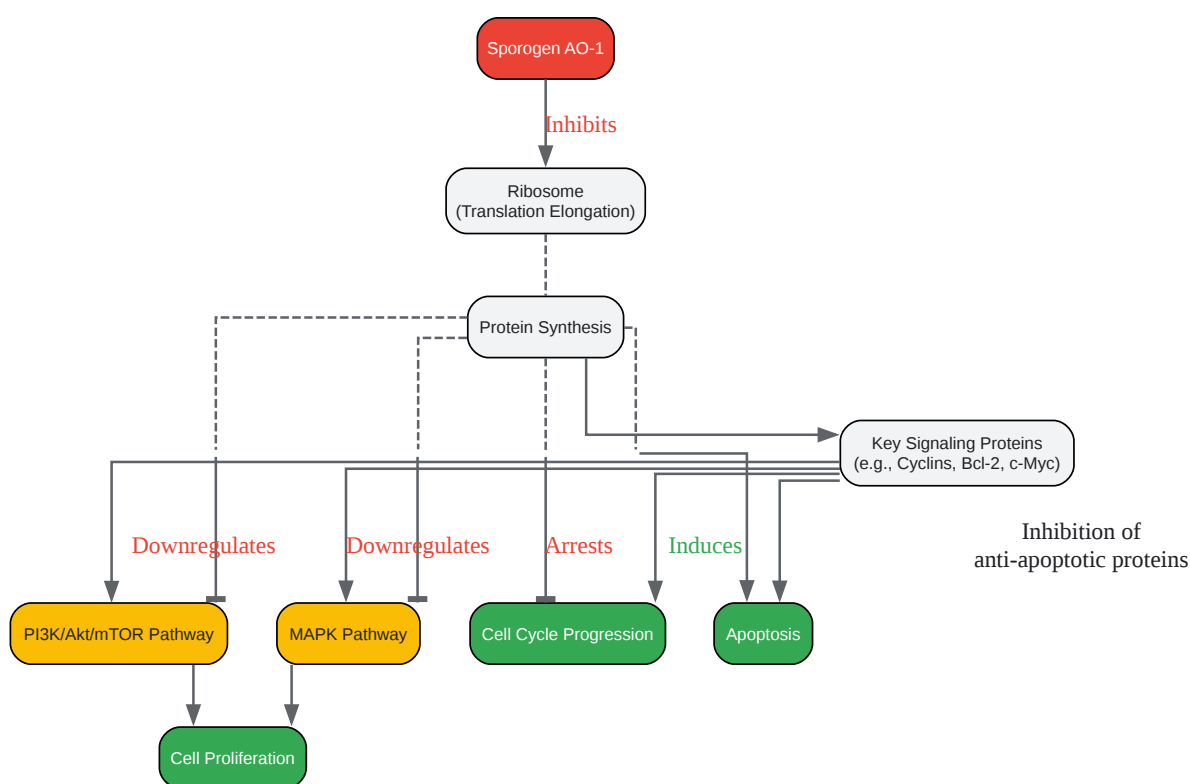 Sporogen AO-1
Inhibits
Ribosome
(Translation Elongation)
Protein Synthesis
Key Signaling Proteins
(e.g., Cyclins, Bcl-2, c-Myc)
Downregulates
Downregulates
Arrests
Induces
Inhibition of
anti-apoptotic proteins
PI3K/Akt/mTOR Pathway
MAPK Pathway
Cell Cycle Progression
Apoptosis
Cell Proliferation